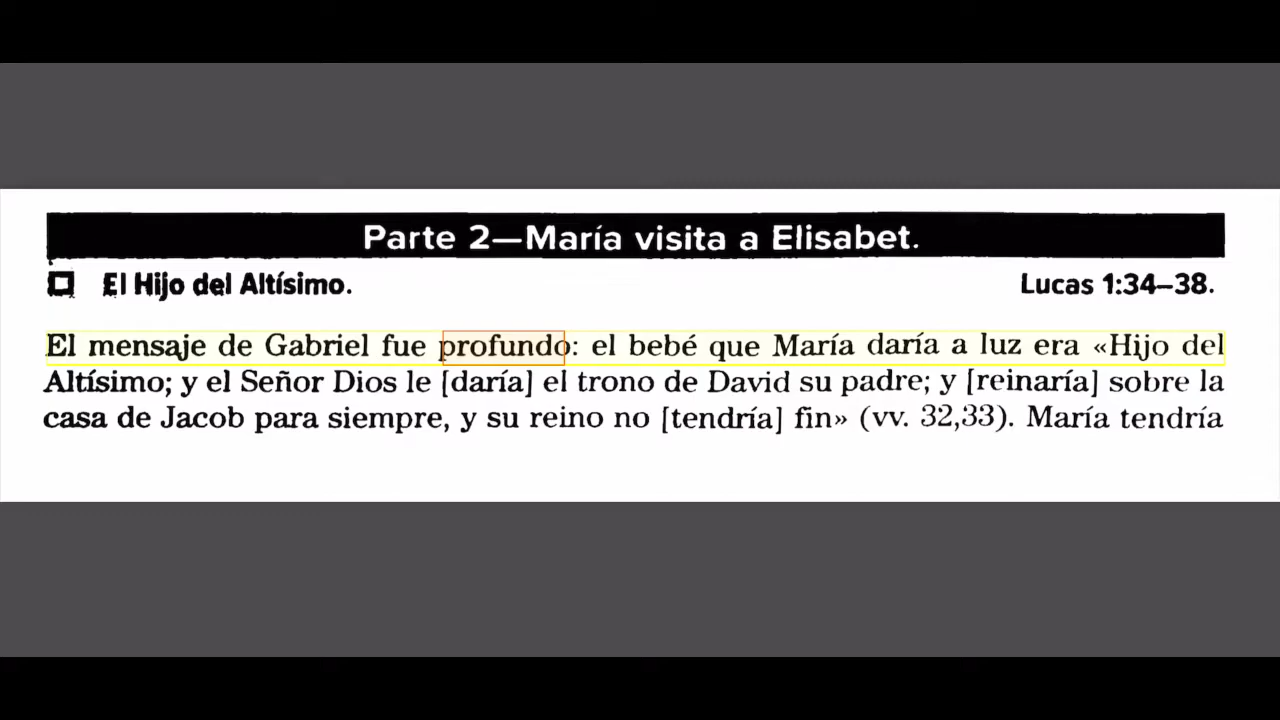 Parte 2—María visita a Elisabet.
El Hijo del Altísimo. Lucas 1:34–38.
El mensaje de Gabriel fue profundo: el bebé que María daría a luz era «Hijo del
Altísimo; y el Señor Dios le [daría] el trono de David su padre; y [reinaría] sobre la
casa de Jacob para siempre, y su reino no [tendría] fin» (vv. 32,33). María tendría